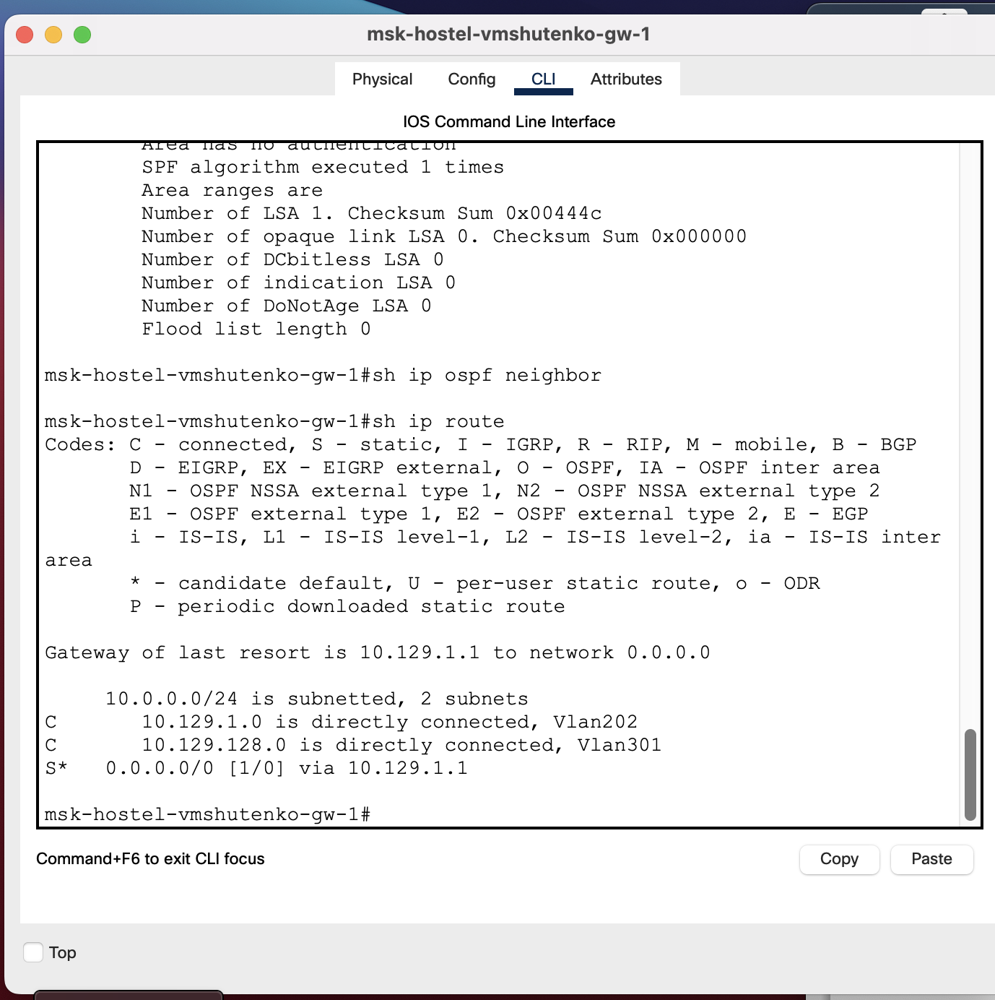 msk-hostel-vmshutenko-gw-1
Physical Config CLI Attributes
IOS Command Line Interface
Area has no authentication
SPF algorithm executed 1 times
Area ranges are
Number of LSA 1. Checksum Sum 0x00444c
Number of opaque link LSA 0. Checksum Sum 0x000000
Number of DCbitless LSA 0
Number of indication LSA 0
Number of DoNotAge LSA 0
Flood list length 0
msk-hostel-vmshutenko-gw-1#sh ip ospf neighbor
msk-hostel-vmshutenko-gw-1#sh ip route
Codes: C - connected, S - static, I - IGRP, R - RIP, M - mobile, B - BGP
D - EIGRP, EX - EIGRP external, O - OSPF, IA - OSPF inter area
N1 - OSPF NSSA external type 1, N2 - OSPF NSSA external type 2
E1 - OSPF external type 1, E2 - OSPF external type 2, E - EGP
i - IS-IS, L1 - IS-IS level-1, L2 - IS-IS level-2, ia - IS-IS inter
area
* - candidate default, U - per-user static route, o - ODR
P - periodic downloaded static route
Gateway of last resort is 10.129.1.1 to network 0.0.0.0
10.0.0.0/24 is subnetted, 2 subnets
C 10.129.1.0 is directly connected, Vlan202
C 10.129.128.0 is directly connected, Vlan301
S* 0.0.0.0/0 [1/0] via 10.129.1.1
msk-hostel-vmshutenko-gw-1#
Command+F6 to exit CLI focus
Copy Paste
Top